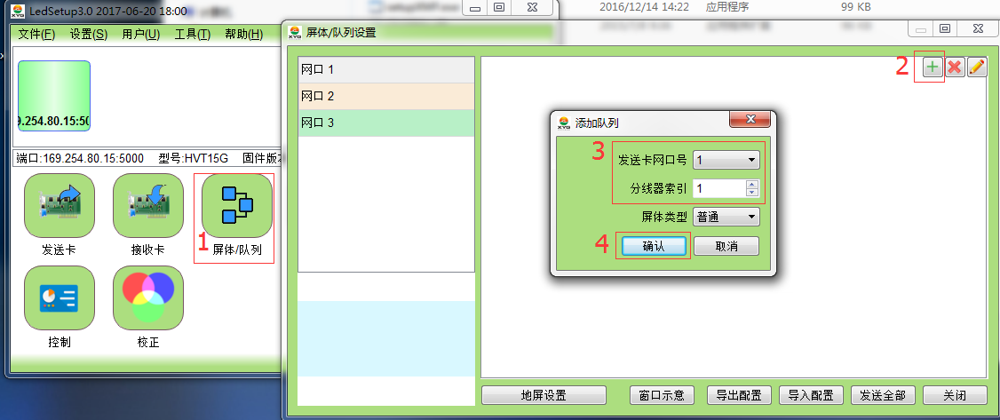 LedSetup3.0 2017-06-20 18:00
文件(F) 设置(S) 用户(U) 工具(T) 帮助(H)
9.254.80.15:50
端口:169.254.80.15:5000 型号:HVT15G 固件版本
发送卡 接收卡 1 屏体/队列
控制 校正
2016/12/14 14:22 应用程序 99 KB
屏体/队列设置
网口 1
网口 2
网口 3
2
添加队列
3
发送卡网口号 1
分线器索引 1
屏体类型 普通
4 确认 取消
地屏设置 窗口示意 导出配置 导入配置 发送全部 关闭